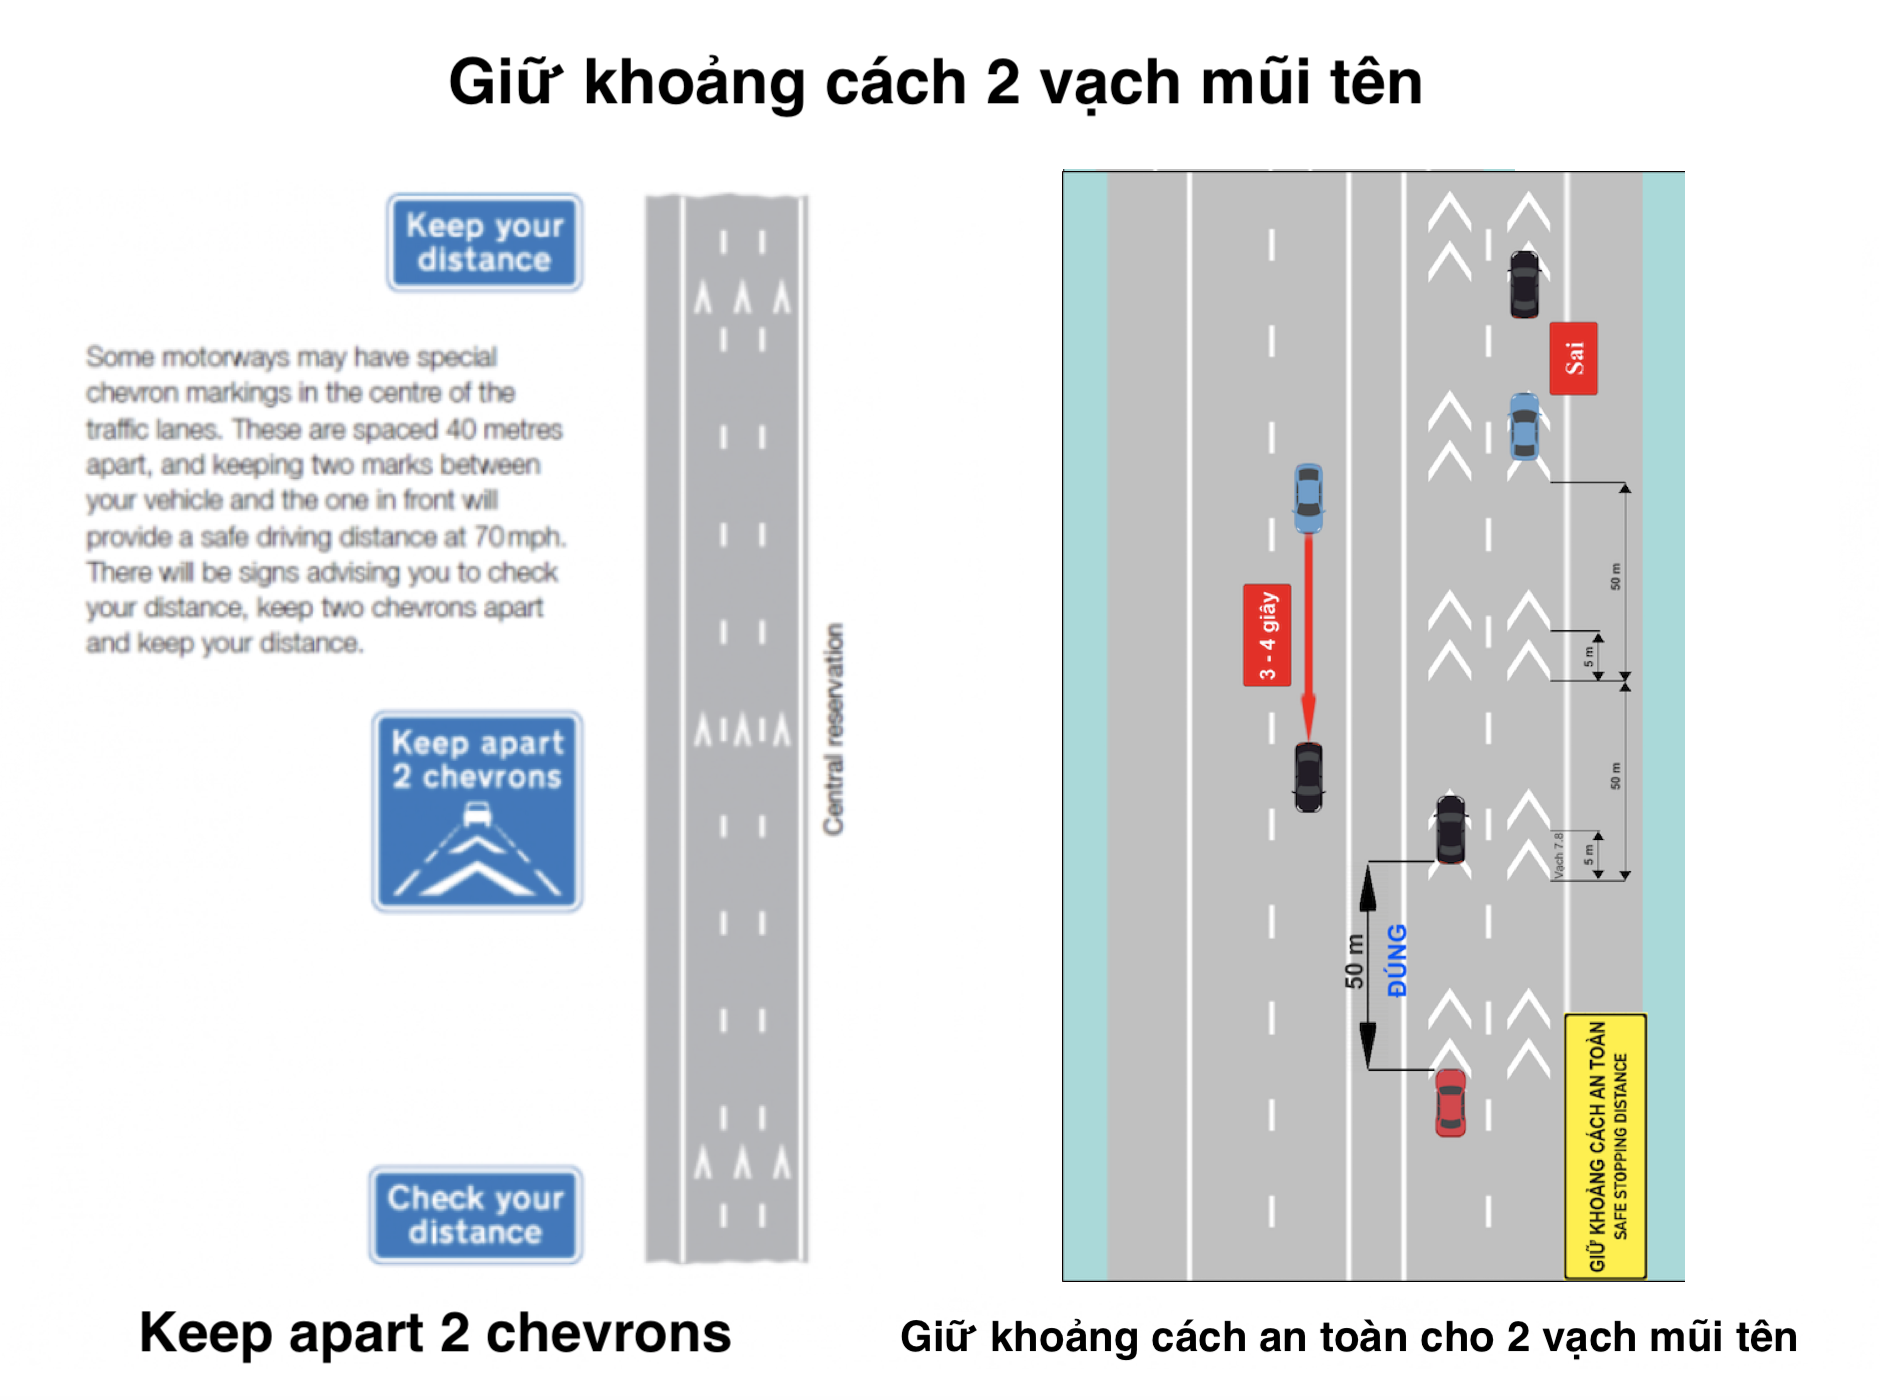 Giữ khoảng cách 2 vạch mũi tên
Keep your
distance
Some motorways may have special
chevron markings in the centre of the
traffic lanes. These are spaced 40 metres
apart, and keeping two marks between
your vehicle and the one in front will
provide a safe driving distance at 70mph.
There will be signs advising you to check
your distance, keep two chevrons apart
and keep your distance.
Keep apart
2 chevrons
Check your
distance
Central reservation
Keep apart 2 chevrons
Sai
3 - 4 giây
50 m
5 m
50 m
Vạch 7.8
5 m
50 m
ĐÚNG
GIỮ KHOẢNG CÁCH AN TOÀN
SAFE STOPPING DISTANCE
Giữ khoảng cách an toàn cho 2 vạch mũi tên